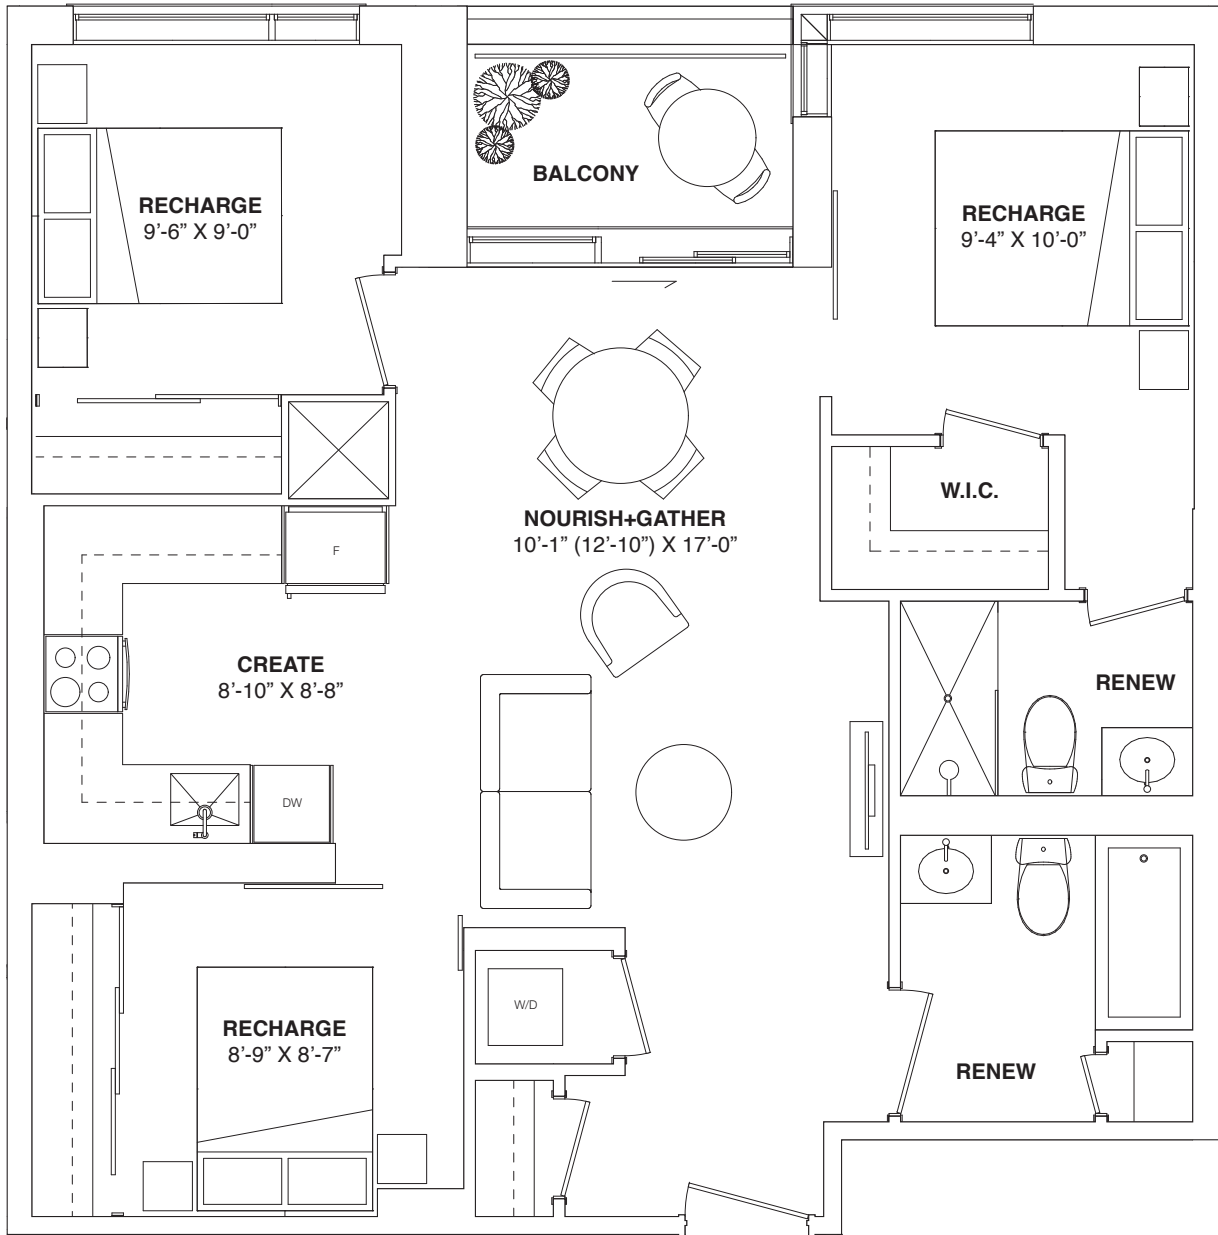 BALCONY
RECHARGE
9’-6” X 9’-0”
RECHARGE
9’-4” X 10’-0”
W.I.C.
NOURISH+GATHER
10’-1” (12’-10”) X 17’-0”
F
CREATE
8’-10” X 8’-8”
RENEW
DW
W/D
RECHARGE
8’-9” X 8’-7”
RENEW